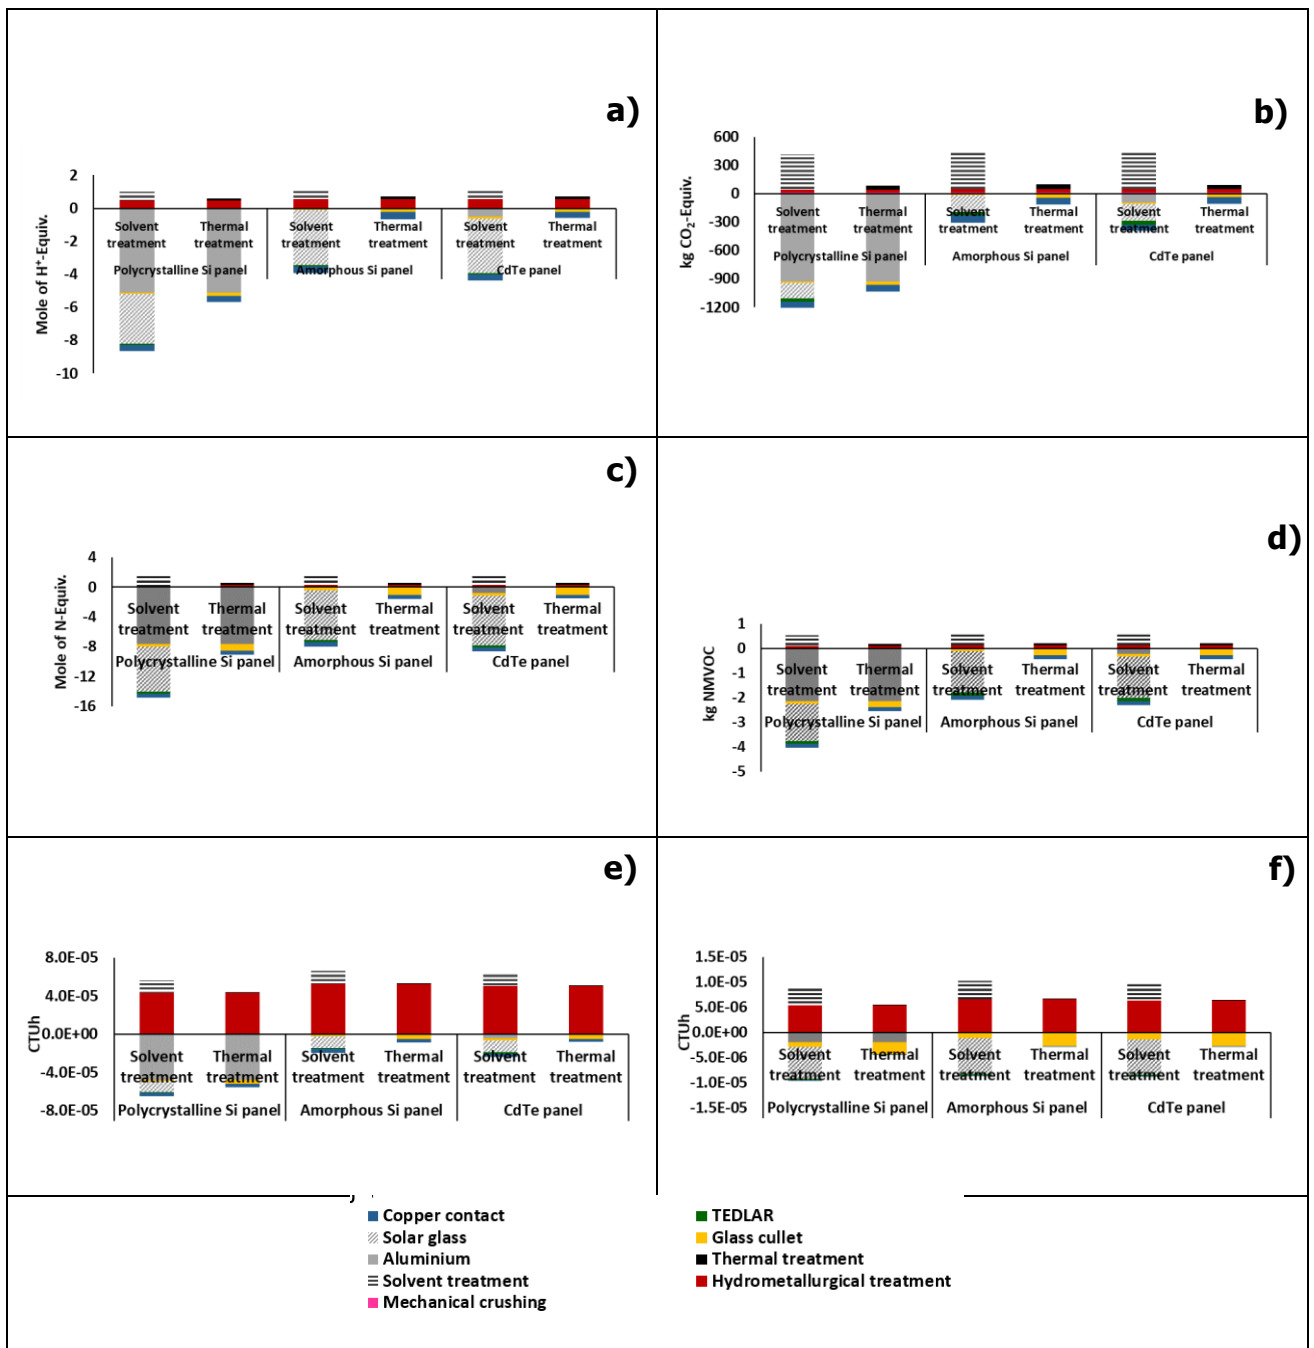 a)
2
0
-2
-4
-6
-8
-10
Mole of H⁺-Equiv.
Solvent treatment
Thermal treatment
Solvent treatment
Thermal treatment
Solvent treatment
Thermal treatment
Polycrystalline Si panel
Amorphous Si panel
CdTe panel
b)
600
300
0
-300
-600
-900
-1200
kg CO₂-Equiv.
Solvent treatment
Thermal treatment
Solvent treatment
Thermal treatment
Solvent treatment
Thermal treatment
Polycrystalline Si panel
Amorphous Si panel
CdTe panel
c)
4
0
-4
-8
-12
-16
Mole of N-Equiv.
Solvent treatment
Thermal treatment
Solvent treatment
Thermal treatment
Solvent treatment
Thermal treatment
Polycrystalline Si panel
Amorphous Si panel
CdTe panel
d)
1
0
-1
-2
-3
-4
-5
kg NMVOC
Solvent treatment
Thermal treatment
Solvent treatment
Thermal treatment
Solvent treatment
Thermal treatment
Polycrystalline Si panel
Amorphous Si panel
CdTe panel
e)
8.0E-05
4.0E-05
0.0E+00
-4.0E-05
-8.0E-05
CTUh
Solvent treatment
Thermal treatment
Solvent treatment
Thermal treatment
Solvent treatment
Thermal treatment
Polycrystalline Si panel
Amorphous Si panel
CdTe panel
f)
1.5E-05
1.0E-05
5.0E-06
0.0E+00
-5.0E-06
-1.0E-05
-1.5E-05
CTUh
Solvent treatment
Thermal treatment
Solvent treatment
Thermal treatment
Solvent treatment
Thermal treatment
Polycrystalline Si panel
Amorphous Si panel
CdTe panel
Copper contact
TEDLAR
Solar glass
Glass cullet
Aluminium
Thermal treatment
Solvent treatment
Hydrometallurgical treatment
Mechanical crushing